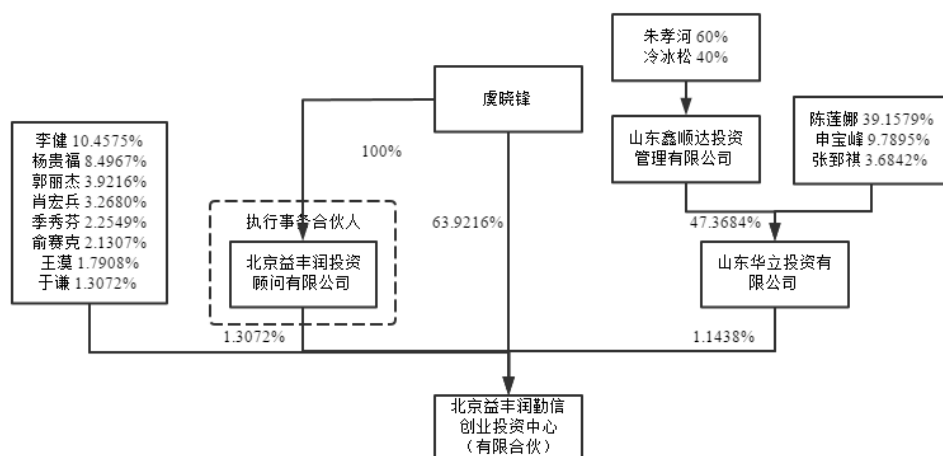 朱孝河 60%
冷冰松 40%
虞晓锋
山东鑫顺达投资
管理有限公司
陈莲娜 39.1579%
申宝峰 9.7895%
张郅祺 3.6842%
李健 10.4575%
杨贵福 8.4967%
郭丽杰 3.9216%
肖宏兵 3.2680%
季秀芬 2.2549%
俞赛克 2.1307%
王漠 1.7908%
于谦 1.3072%
100%
执行事务合伙人
63.9216%
47.3684%
北京益丰润投资
顾问有限公司
山东华立投资有
限公司
1.3072%
1.1438%
北京益丰润勤信
创业投资中心
（有限合伙）